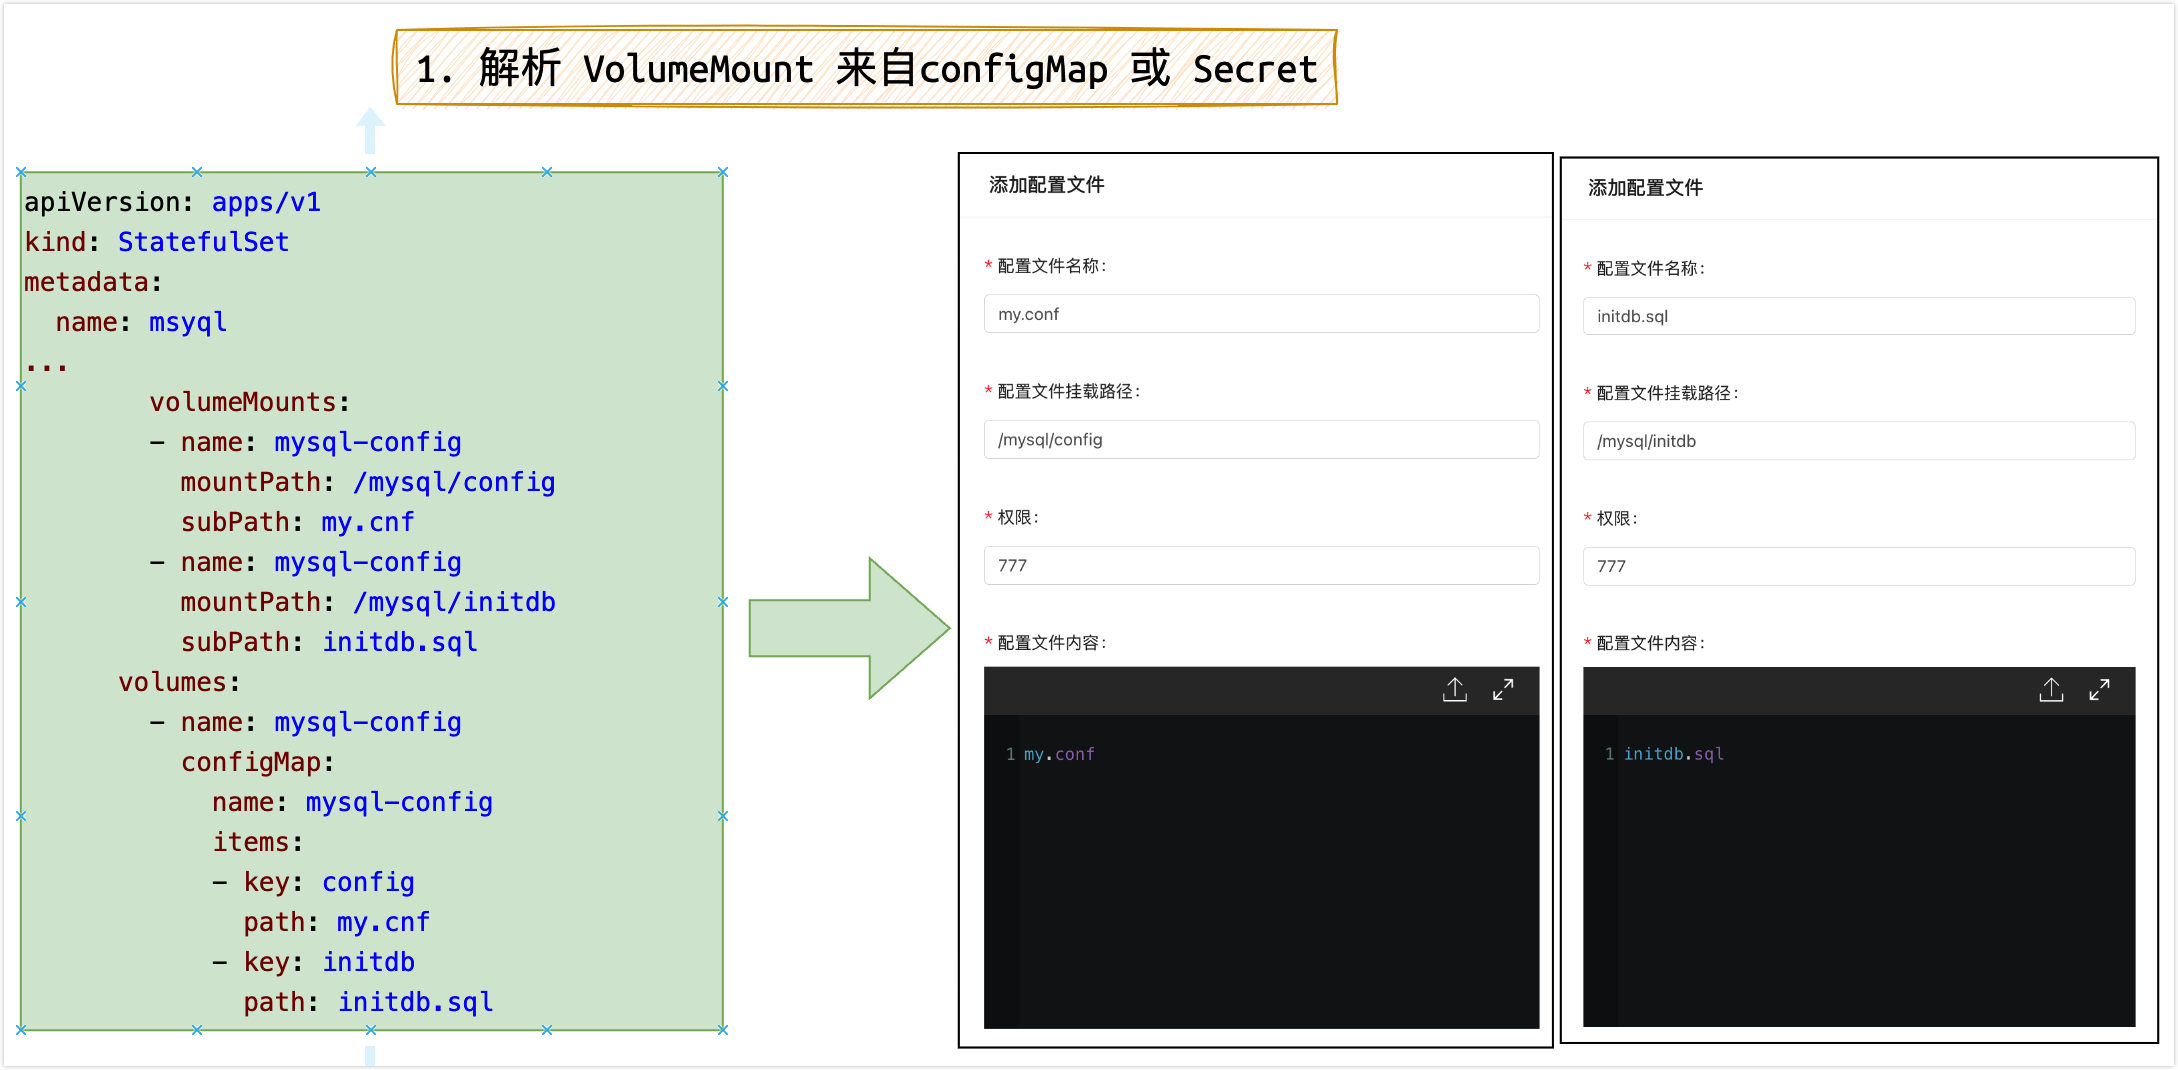 1. 解析 VolumeMount 来自configMap 或 Secret
apiVersion: apps/v1
kind: StatefulSet
metadata:
  name: msyql
...
        volumeMounts:
        - name: mysql-config
          mountPath: /mysql/config
          subPath: my.cnf
        - name: mysql-config
          mountPath: /mysql/initdb
          subPath: initdb.sql
      volumes:
        - name: mysql-config
          configMap:
            name: mysql-config
            items:
            - key: config
              path: my.cnf
            - key: initdb
              path: initdb.sql
添加配置文件
* 配置文件名称:
my.conf
* 配置文件挂载路径:
/mysql/config
* 权限:
777
* 配置文件内容:
1 my.conf
添加配置文件
* 配置文件名称:
initdb.sql
* 配置文件挂载路径:
/mysql/initdb
* 权限:
777
* 配置文件内容:
1 initdb.sql